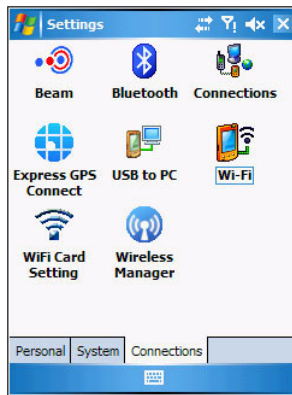 Settings
Beam Bluetooth Connections
Express GPS USB to PC Wi-Fi
Connect
WiFi Card Wireless
Setting Manager
Personal System Connections